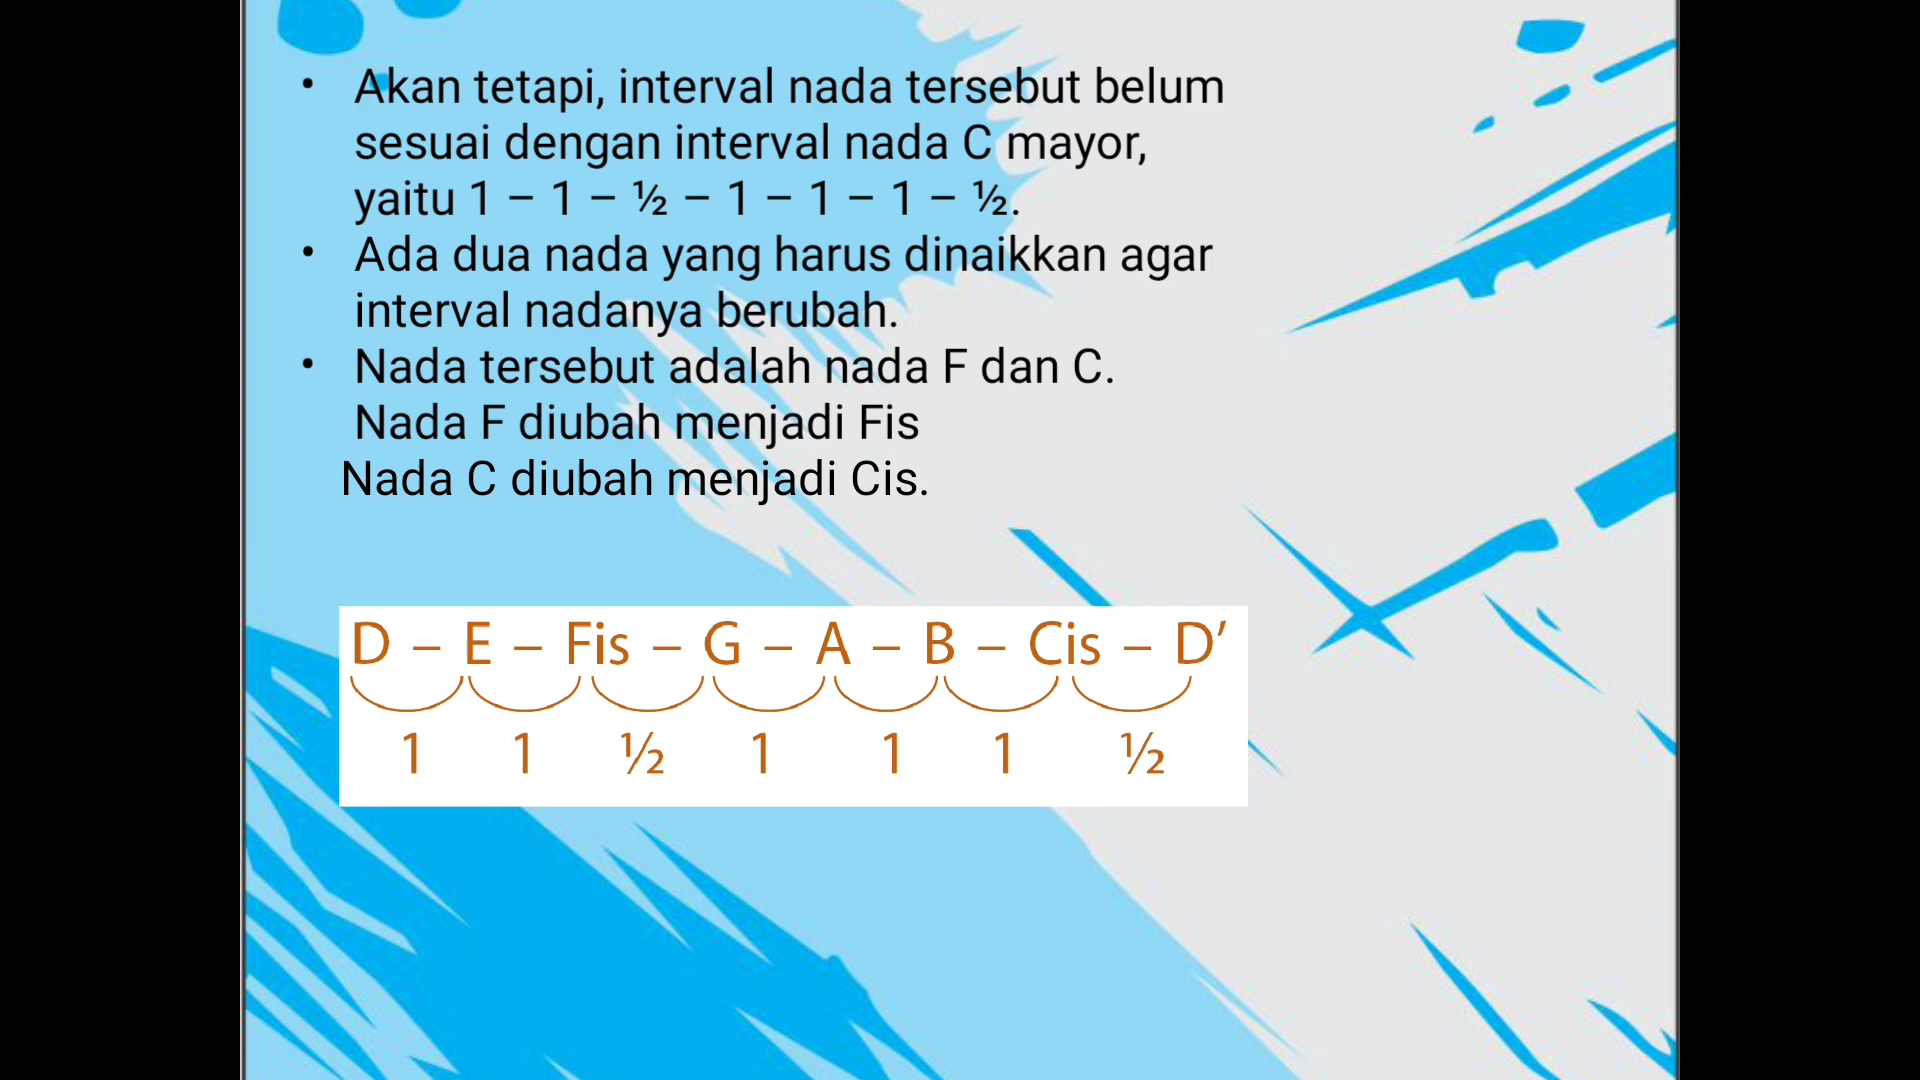 • Akan tetapi, interval nada tersebut belum
sesuai dengan interval nada C mayor,
yaitu 1 – 1 – ½ – 1 – 1 – 1 – ½.
• Ada dua nada yang harus dinaikkan agar
interval nadanya berubah.
• Nada tersebut adalah nada F dan C.
Nada F diubah menjadi Fis
Nada C diubah menjadi Cis.
D – E – Fis – G – A – B – Cis – D’
1 1 ½ 1 1 1 ½